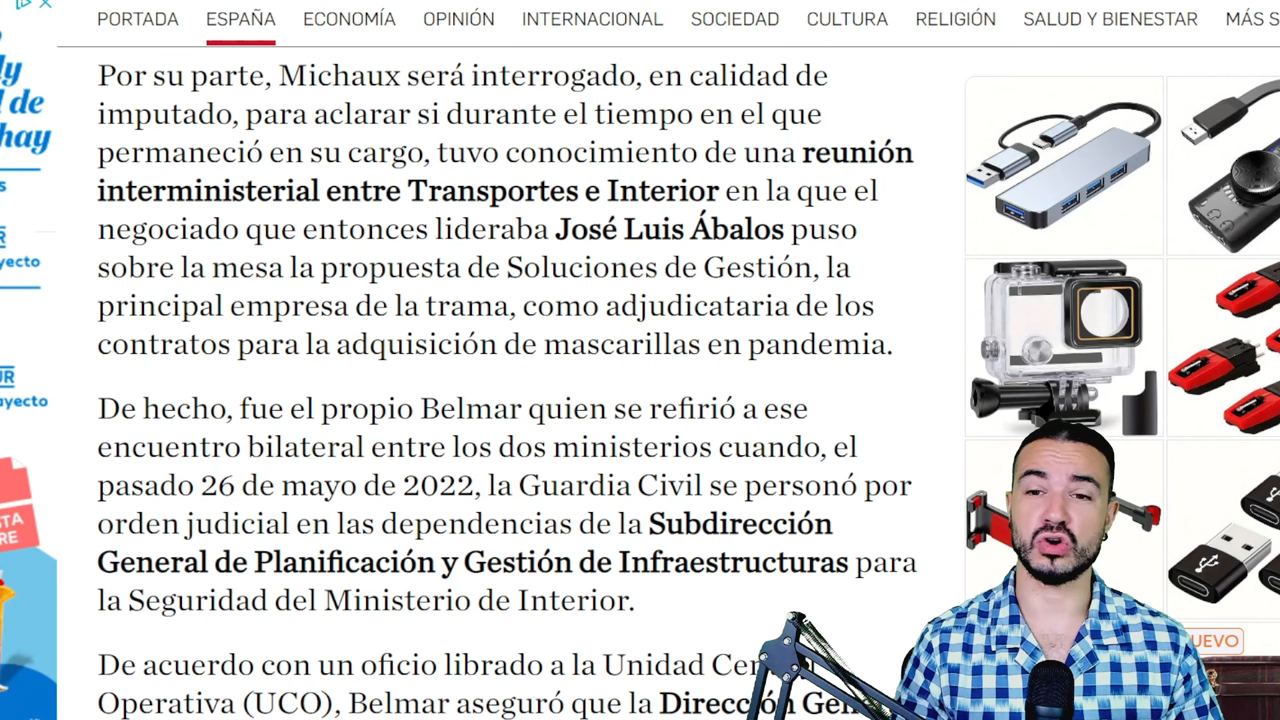 PORTADA ESPAÑA ECONOMÍA OPINIÓN INTERNACIONAL SOCIEDAD CULTURA RELIGIÓN SALUD Y BIENESTAR MÁS S
Por su parte, Michaux será interrogado, en calidad de
imputado, para aclarar si durante el tiempo en el que
permaneció en su cargo, tuvo conocimiento de una reunión
interministerial entre Transportes e Interior en la que el
negociado que entonces lideraba José Luis Ábalos puso
sobre la mesa la propuesta de Soluciones de Gestión, la
principal empresa de la trama, como adjudicataria de los
contratos para la adquisición de mascarillas en pandemia.
De hecho, fue el propio Belmar quien se refirió a ese
encuentro bilateral entre los dos ministerios cuando, el
pasado 26 de mayo de 2022, la Guardia Civil se personó por
orden judicial en las dependencias de la Subdirección
General de Planificación y Gestión de Infraestructuras para
la Seguridad del Ministerio de Interior.
De acuerdo con un oficio librado a la Unidad Cen
Operativa (UCO), Belmar aseguró que la Dirección Gen
ly
l de
hay
yecto
ayecto
UEVO